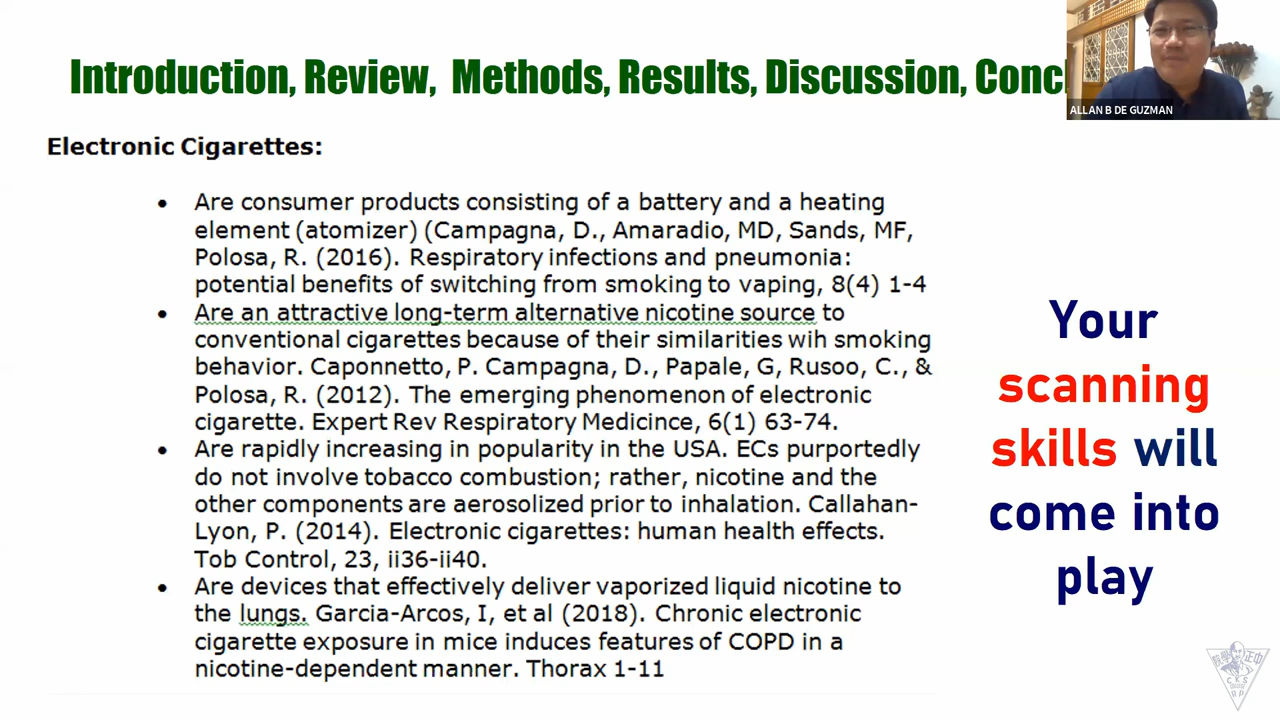 Introduction, Review, Methods, Results, Discussion, Conc
ALLAN B DE GUZMAN
Electronic Cigarettes:
• Are consumer products consisting of a battery and a heating
element (atomizer) (Campagna, D., Amaradio, MD, Sands, MF,
Polosa, R. (2016). Respiratory infections and pneumonia:
potential benefits of switching from smoking to vaping, 8(4) 1-4
• Are an attractive long-term alternative nicotine source to
conventional cigarettes because of their similarities wih smoking
behavior. Caponnetto, P. Campagna, D., Papale, G, Rusoo, C., &
Polosa, R. (2012). The emerging phenomenon of electronic
cigarette. Expert Rev Respiratory Medicince, 6(1) 63-74.
• Are rapidly increasing in popularity in the USA. ECs purportedly
do not involve tobacco combustion; rather, nicotine and the
other components are aerosolized prior to inhalation. Callahan-
Lyon, P. (2014). Electronic cigarettes: human health effects.
Tob Control, 23, ii36-ii40.
• Are devices that effectively deliver vaporized liquid nicotine to
the lungs. Garcia-Arcos, I, et al (2018). Chronic electronic
cigarette exposure in mice induces features of COPD in a
nicotine-dependent manner. Thorax 1-11
Your
scanning
skills will
come into
play